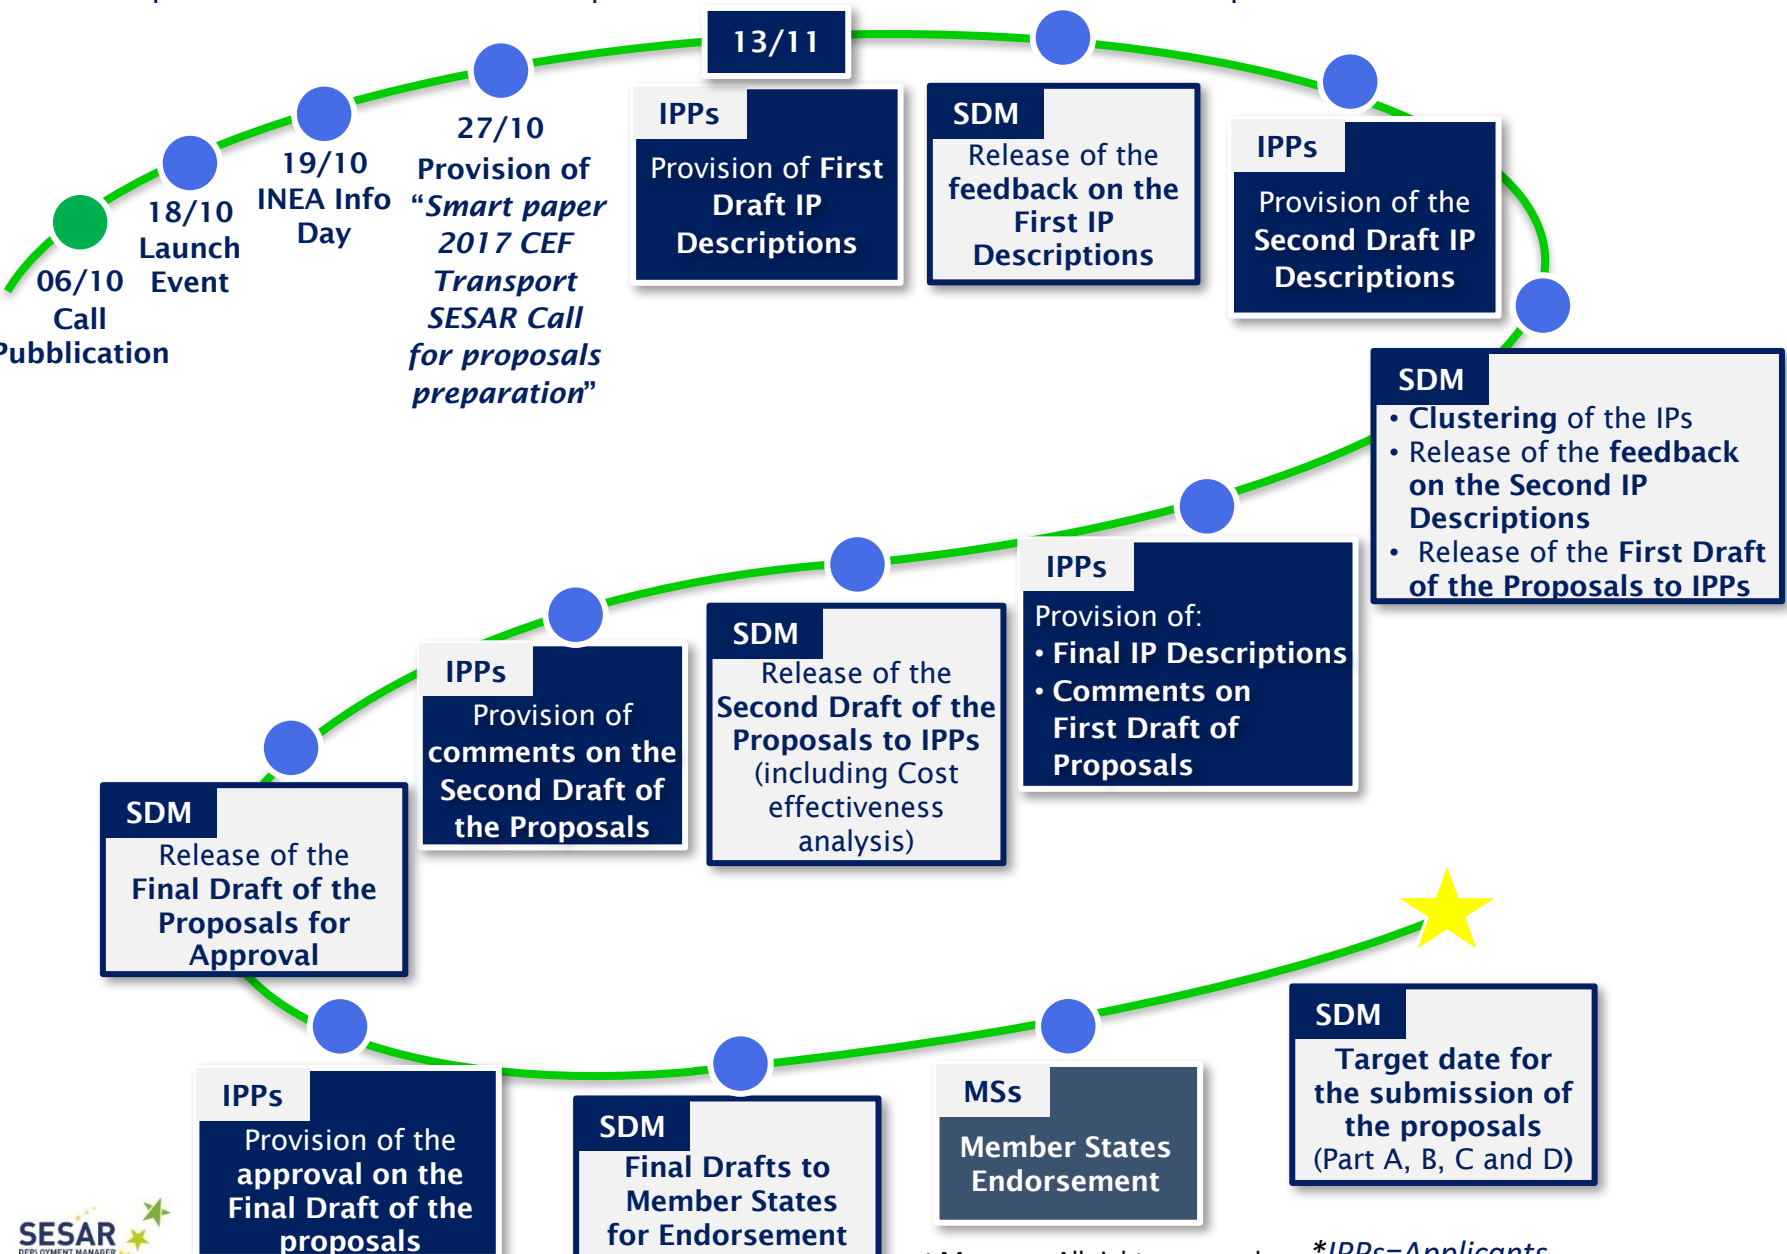 06/10
Call
Pubblication
18/10
Launch
Event
19/10
INEA Info
Day
27/10
Provision of
“Smart paper
2017 CEF
Transport
SESAR Call
for proposals
preparation”
13/11
IPPs
Provision of First
Draft IP
Descriptions
SDM
Release of the
feedback on the
First IP
Descriptions
IPPs
Provision of the
Second Draft IP
Descriptions
SDM
• Clustering of the IPs
• Release of the feedback
on the Second IP
Descriptions
• Release of the First Draft
of the Proposals to IPPs
IPPs
Provision of:
• Final IP Descriptions
• Comments on
First Draft of
Proposals
SDM
Release of the
Second Draft of the
Proposals to IPPs
(including Cost
effectiveness
analysis)
IPPs
Provision of
comments on the
Second Draft of
the Proposals
SDM
Release of the
Final Draft of the
Proposals for
Approval
IPPs
Provision of the
approval on the
Final Draft of the
proposals
SDM
Final Drafts to
Member States
for Endorsement
MSs
Member States
Endorsement
SDM
Target date for
the submission of
the proposals
(Part A, B, C and D)
*IPPs=Applicants
SESAR
DEPLOYMENT MANAGER